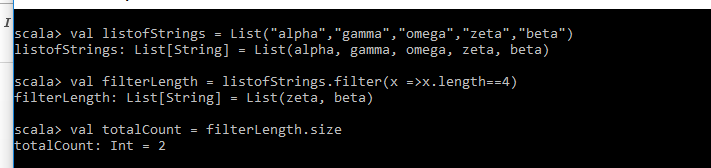 scala> val listofStrings = List("alpha","gamma","omega","zeta","beta")
listofStrings: List[String] = List(alpha, gamma, omega, zeta, beta)
scala> val filterLength = listofStrings.filter(x =>x.length==4)
filterLength: List[String] = List(zeta, beta)
scala> val totalCount = filterLength.size
totalCount: Int = 2